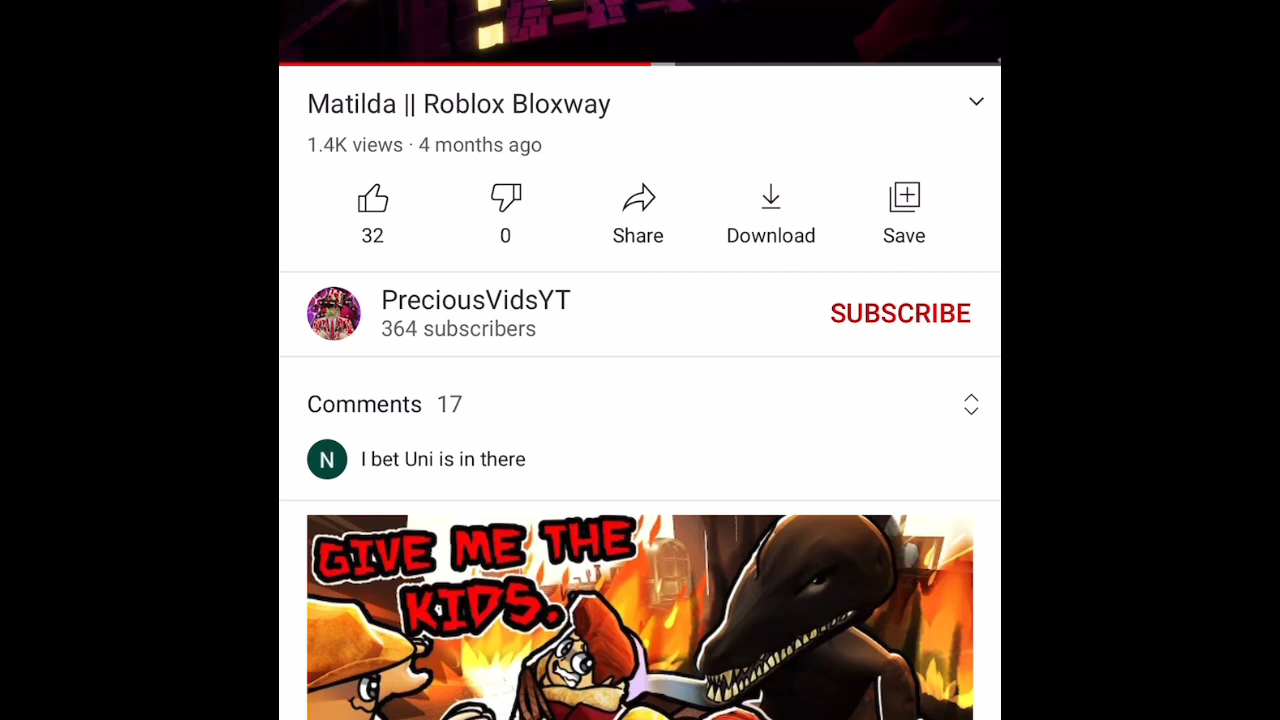 Matilda || Roblox Bloxway
1.4K views · 4 months ago
32
0
Share
Download
Save
PreciousVidsYT
364 subscribers
SUBSCRIBE
Comments 17
N
I bet Uni is in there
GIVE ME THE
KIDS.